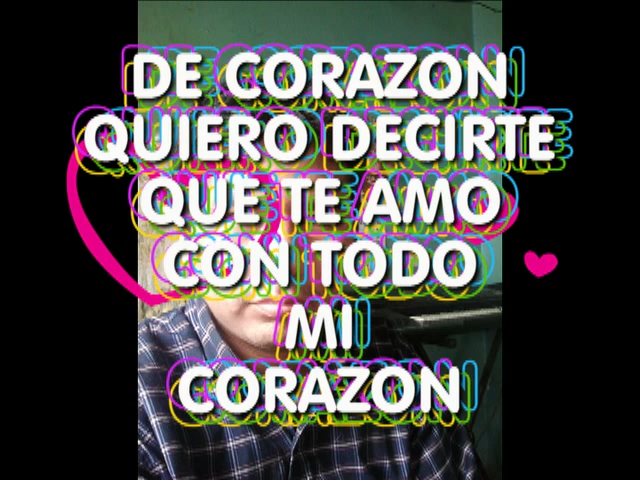 DE CORAZON
QUIERO DECIRTE
QUE TE AMO
CON TODO
MI
CORAZON